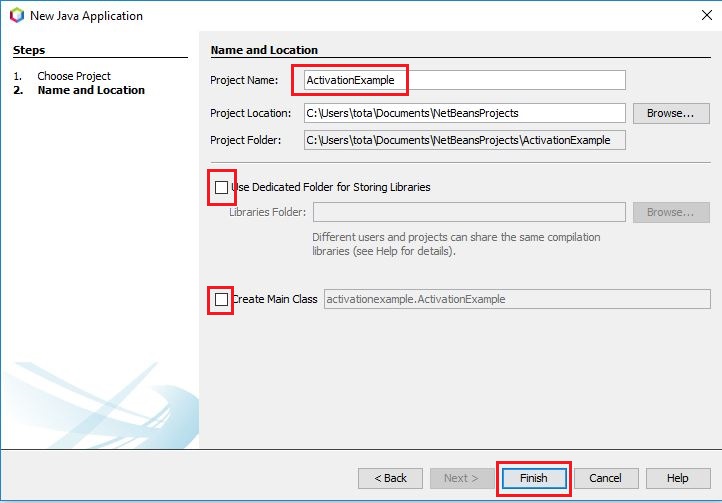 New Java Application
Steps
1. Choose Project
2. Name and Location
Name and Location
Project Name: ActivationExample
Project Location: C:\Users\tota\Documents\NetBeansProjects Browse...
Project Folder: C:\Users\tota\Documents\NetBeansProjects\ActivationExample
Use Dedicated Folder for Storing Libraries
Libraries Folder: Browse...
Different users and projects can share the same compilation
libraries (see Help for details).
Create Main Class activationexample.ActivationExample
< Back Next > Finish Cancel Help